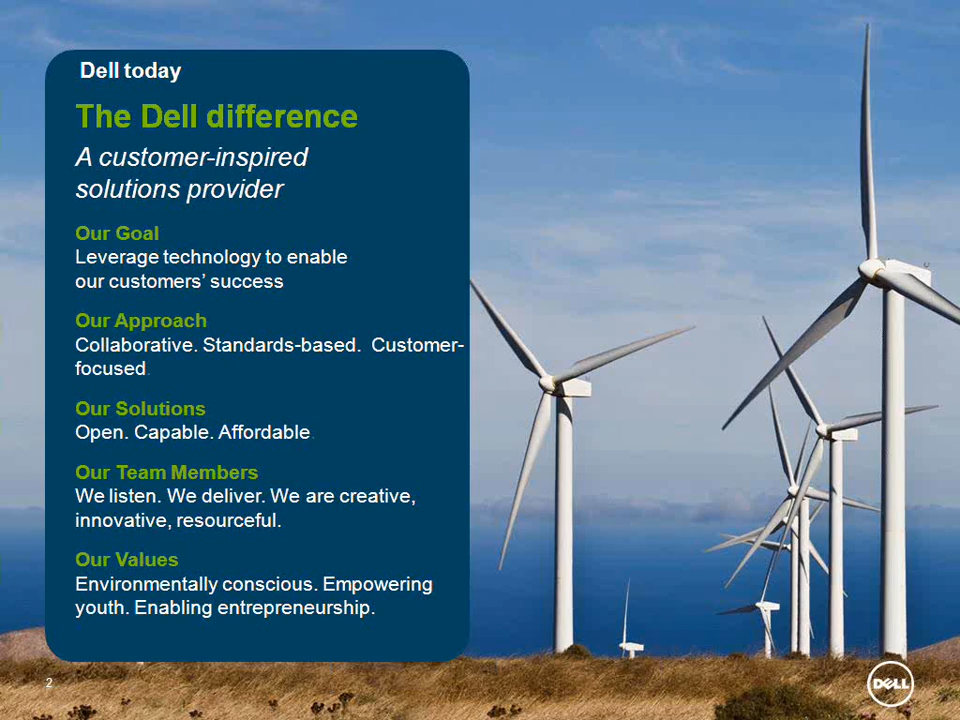 Dell today
The Dell difference
A customer-inspired
solutions provider
Our Goal
Leverage technology to enable
our customers’ success
Our Approach
Collaborative. Standards-based.  Customer-
focused.
Our Solutions
Open. Capable. Affordable.
Our Team Members
We listen. We deliver. We are creative,
innovative, resourceful.
Our Values
Environmentally conscious. Empowering
youth. Enabling entrepreneurship.
2
DELL